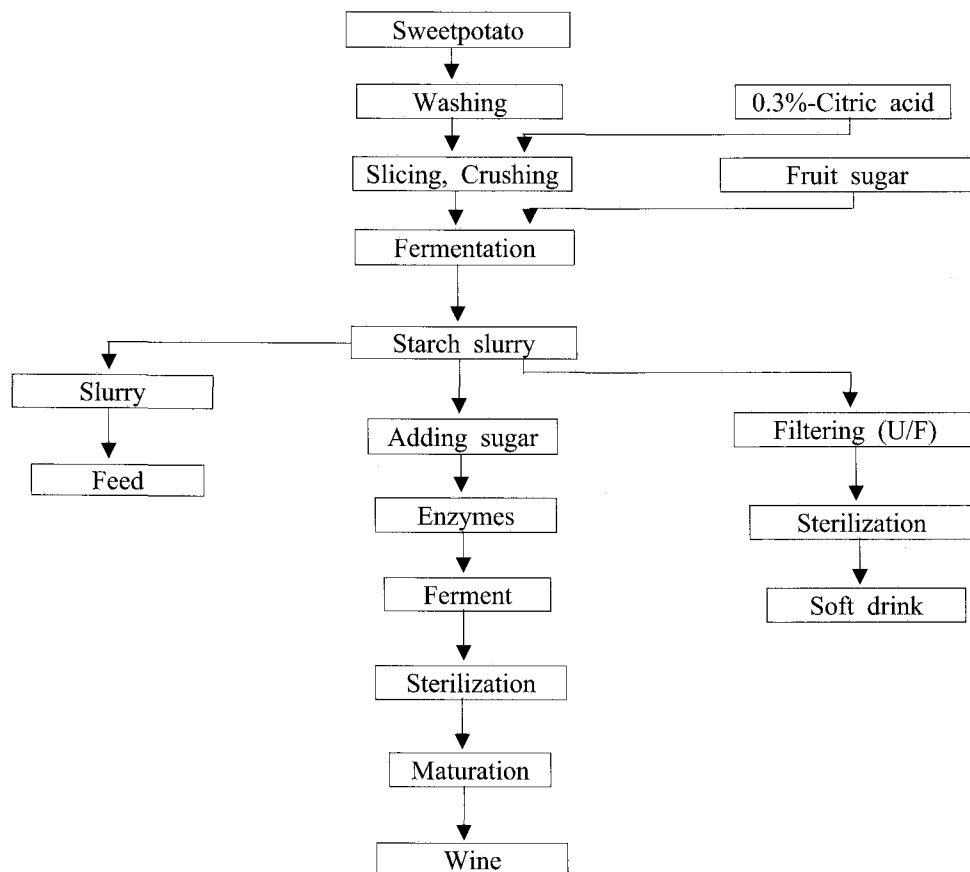 Sweetpotato
Washing
0.3%-Citric acid
Slicing, Crushing
Fruit sugar
Fermentation
Starch slurry
Slurry
Adding sugar
Filtering (U/F)
Feed
Enzymes
Sterilization
Ferment
Soft drink
Sterilization
Maturation
Wine